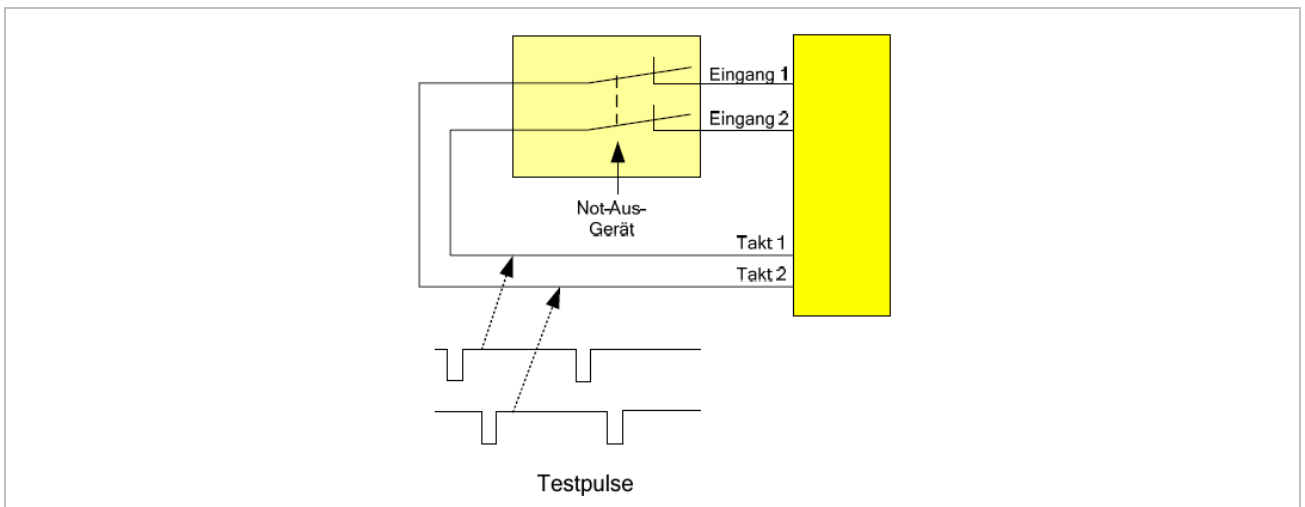 Eingang 1
Eingang 2
Not-Aus-
Gerät
Takt 1
Takt 2
Testpulse